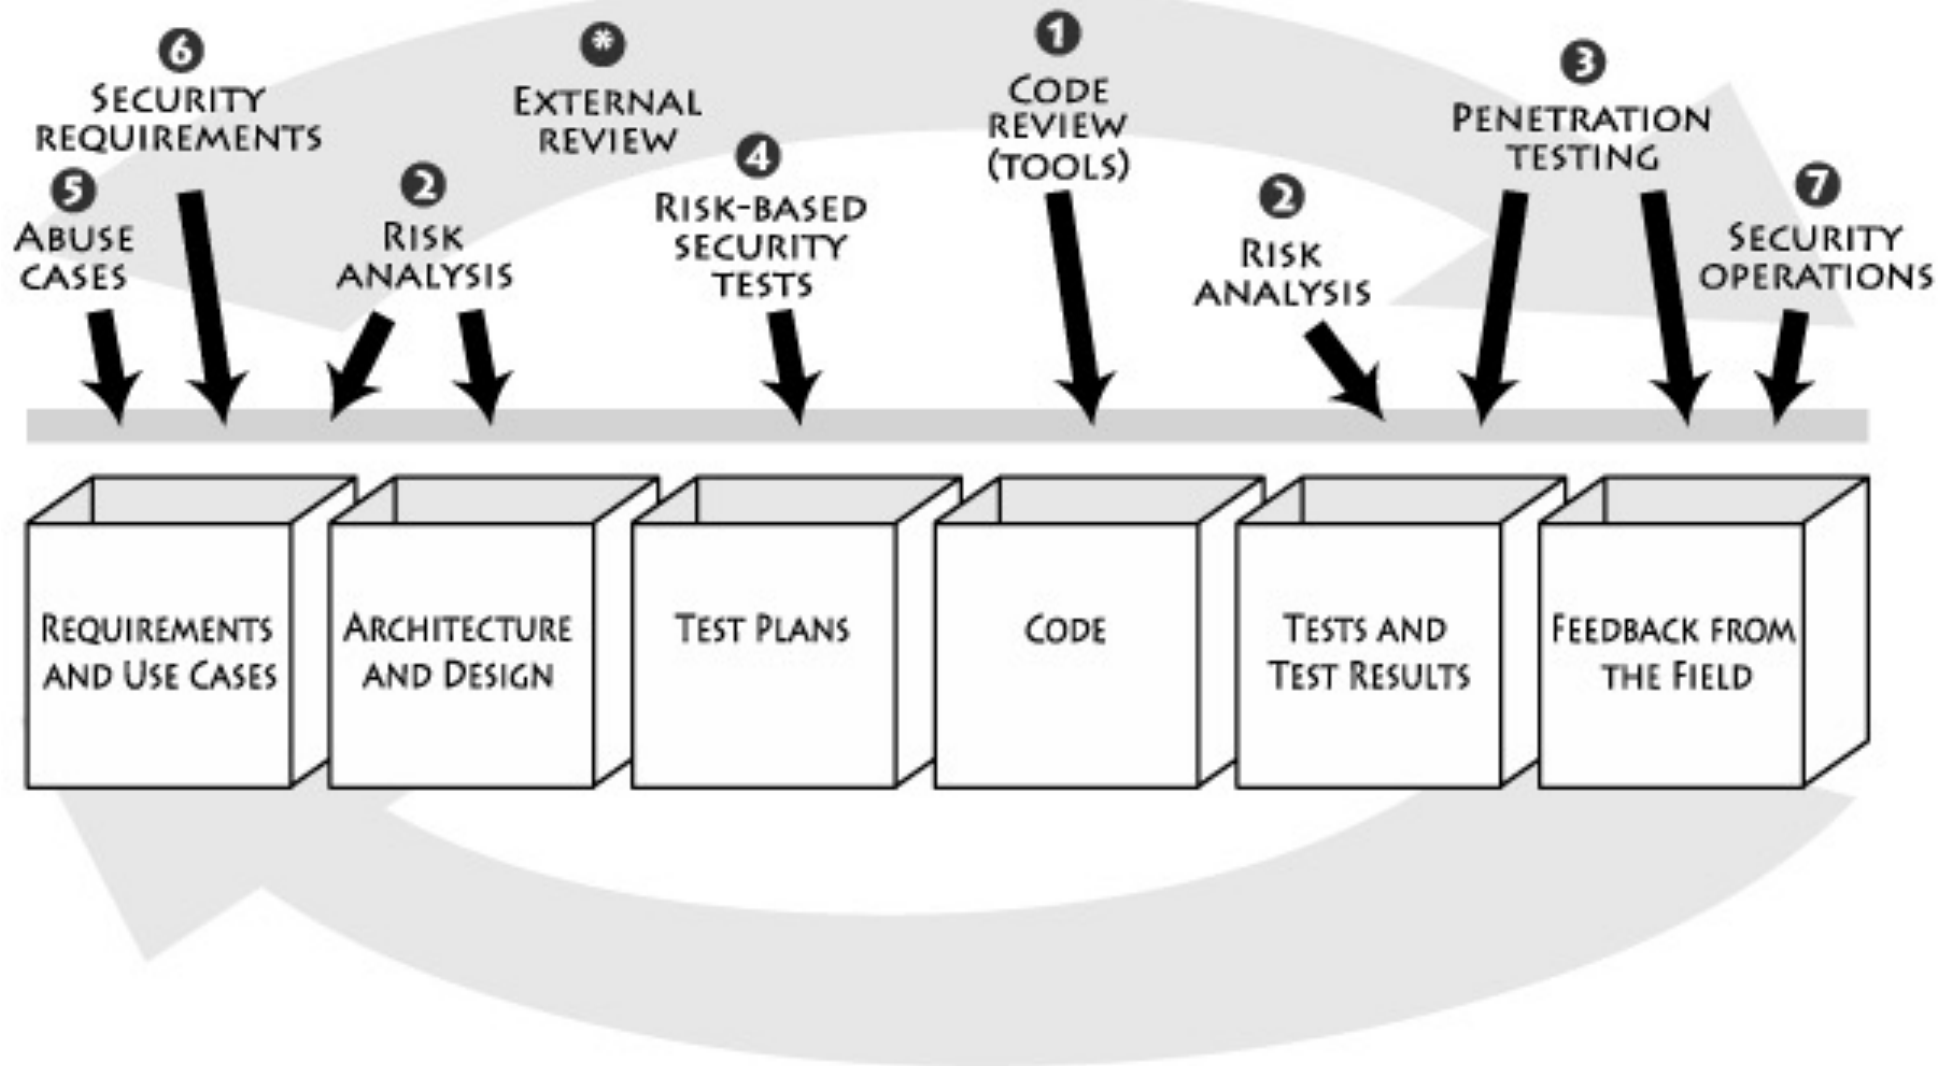 6
SECURITY
REQUIREMENTS
5
ABUSE
CASES
2
RISK
ANALYSIS
*
EXTERNAL
REVIEW
4
RISK-BASED
SECURITY
TESTS
1
CODE
REVIEW
(TOOLS)
2
RISK
ANALYSIS
3
PENETRATION
TESTING
7
SECURITY
OPERATIONS
REQUIREMENTS
AND USE CASES
ARCHITECTURE
AND DESIGN
TEST PLANS
CODE
TESTS AND
TEST RESULTS
FEEDBACK FROM
THE FIELD